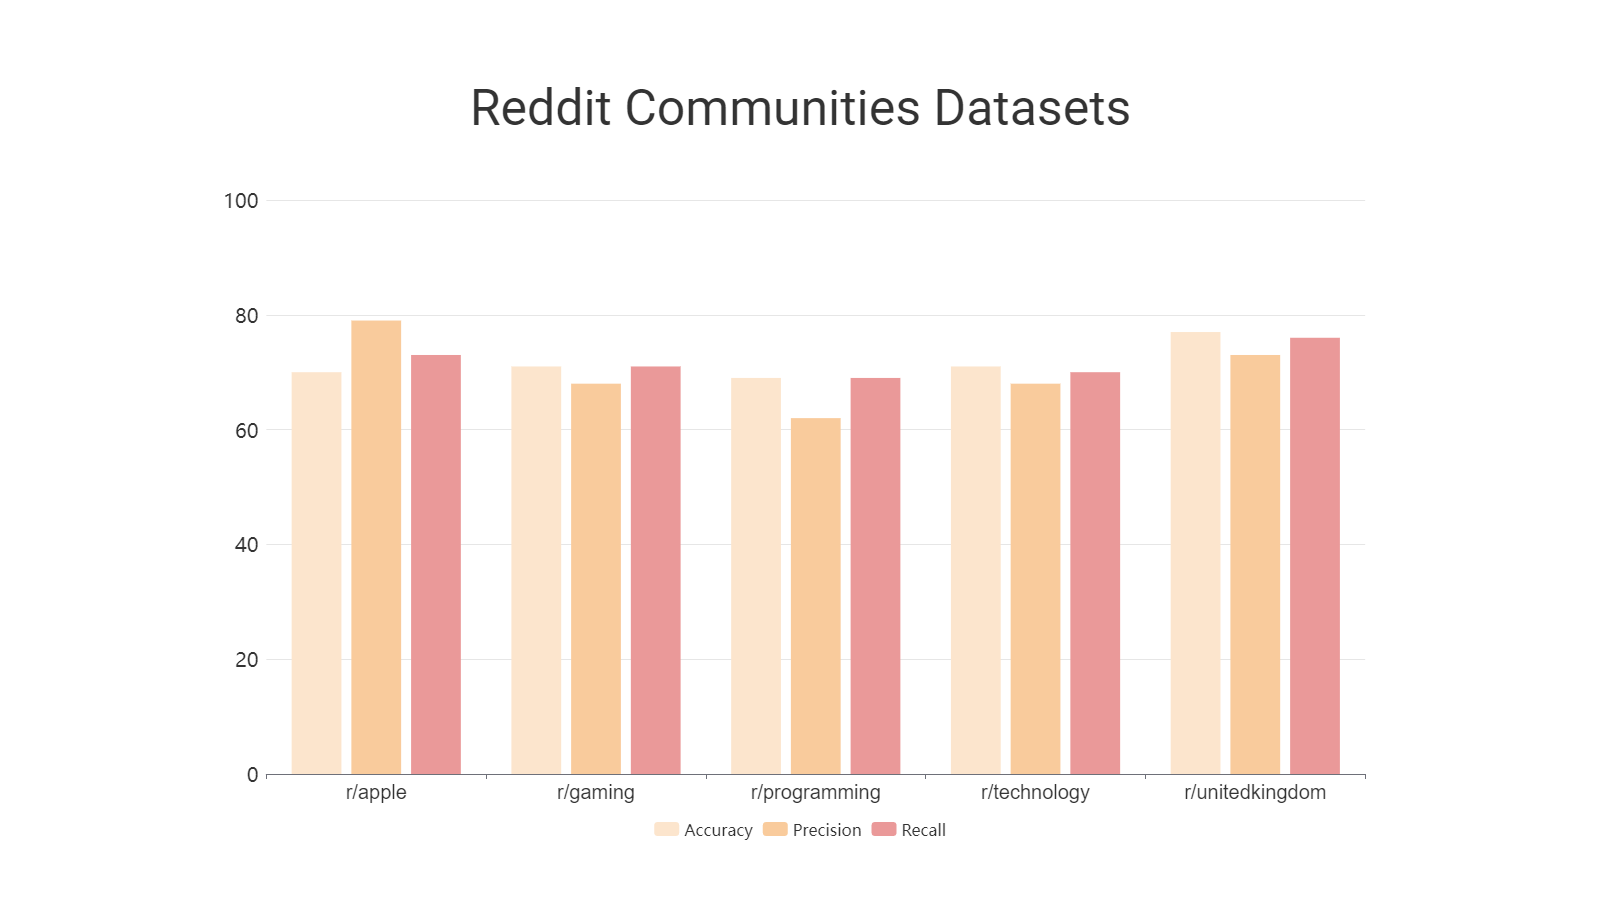 Reddit Communities Datasets
100
80
60
40
20
0
r/apple r/gaming r/programming r/technology r/unitedkingdom
Accuracy Precision Recall